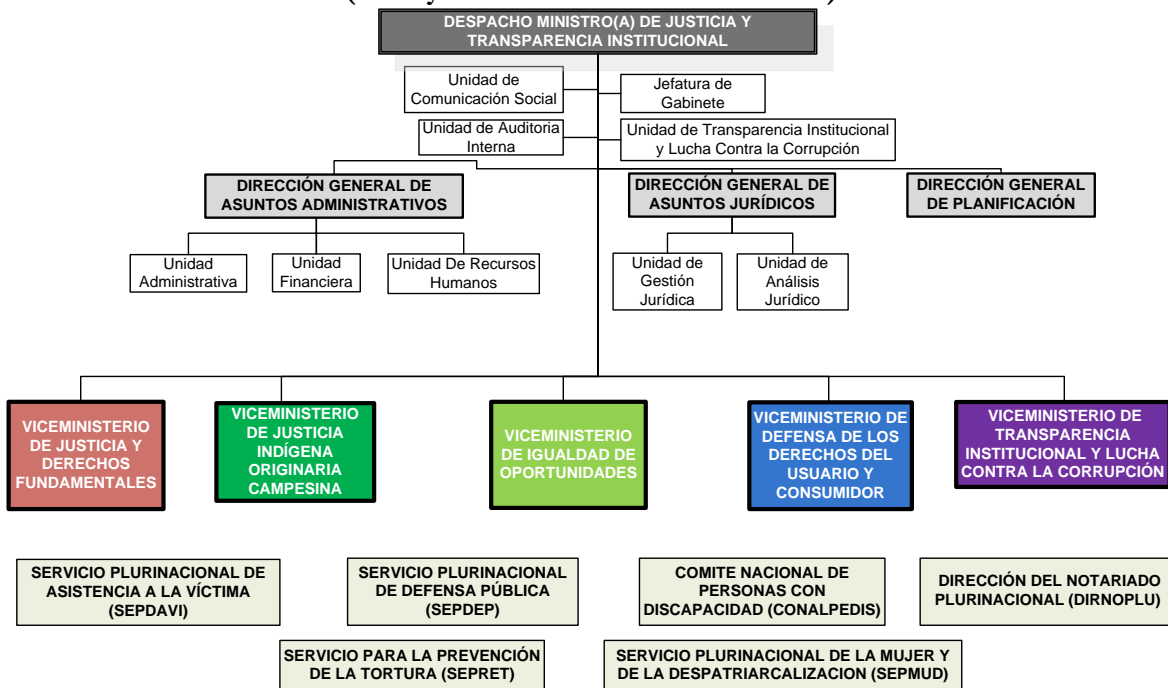 DESPACHO MINISTRO(A) DE JUSTICIA Y
TRANSPARENCIA INSTITUCIONAL
Unidad de
Comunicación Social
Jefatura de
Gabinete
Unidad de Auditoria
Interna
Unidad de Transparencia Institucional
y Lucha Contra la Corrupción
DIRECCIÓN GENERAL DE
ASUNTOS ADMINISTRATIVOS
DIRECCIÓN GENERAL DE
ASUNTOS JURÍDICOS
DIRECCIÓN GENERAL
DE PLANIFICACIÓN
Unidad
Administrativa
Unidad
Financiera
Unidad De Recursos
Humanos
Unidad de
Gestión
Jurídica
Unidad de
Análisis
Jurídico
VICEMINISTERIO
DE JUSTICIA Y
DERECHOS
FUNDAMENTALES
VICEMINISTERIO
DE JUSTICIA
INDÍGENA
ORIGINARIA
CAMPESINA
VICEMINISTERIO
DE IGUALDAD DE
OPORTUNIDADES
VICEMINISTERIO DE
DEFENSA DE LOS
DERECHOS DEL
USUARIO Y
CONSUMIDOR
VICEMINISTERIO DE
TRANSPARENCIA
INSTITUCIONAL Y LUCHA
CONTRA LA CORRUPCIÓN
SERVICIO PLURINACIONAL DE
ASISTENCIA A LA VÍCTIMA
(SEPDAVI)
SERVICIO PLURINACIONAL
DE DEFENSA PÚBLICA
(SEPDEP)
COMITE NACIONAL DE
PERSONAS CON
DISCAPACIDAD (CONALPEDIS)
DIRECCIÓN DEL NOTARIADO
PLURINACIONAL (DIRNOPLU)
SERVICIO PARA LA PREVENCIÓN
DE LA TORTURA (SEPRET)
SERVICIO PLURINACIONAL DE LA MUJER Y
DE LA DESPATRIARCALIZACION (SEPMUD)